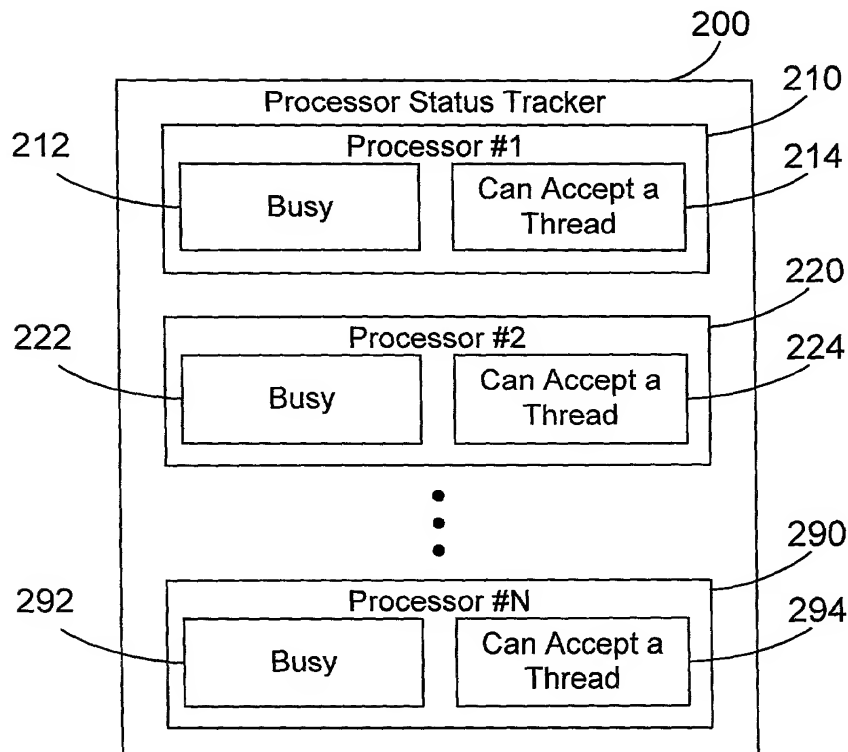 200
Processor Status Tracker
210
Processor #1
212
Busy
Can Accept a
Thread
214
220
Processor #2
222
Busy
Can Accept a
Thread
224
290
Processor #N
292
Busy
Can Accept a
Thread
294